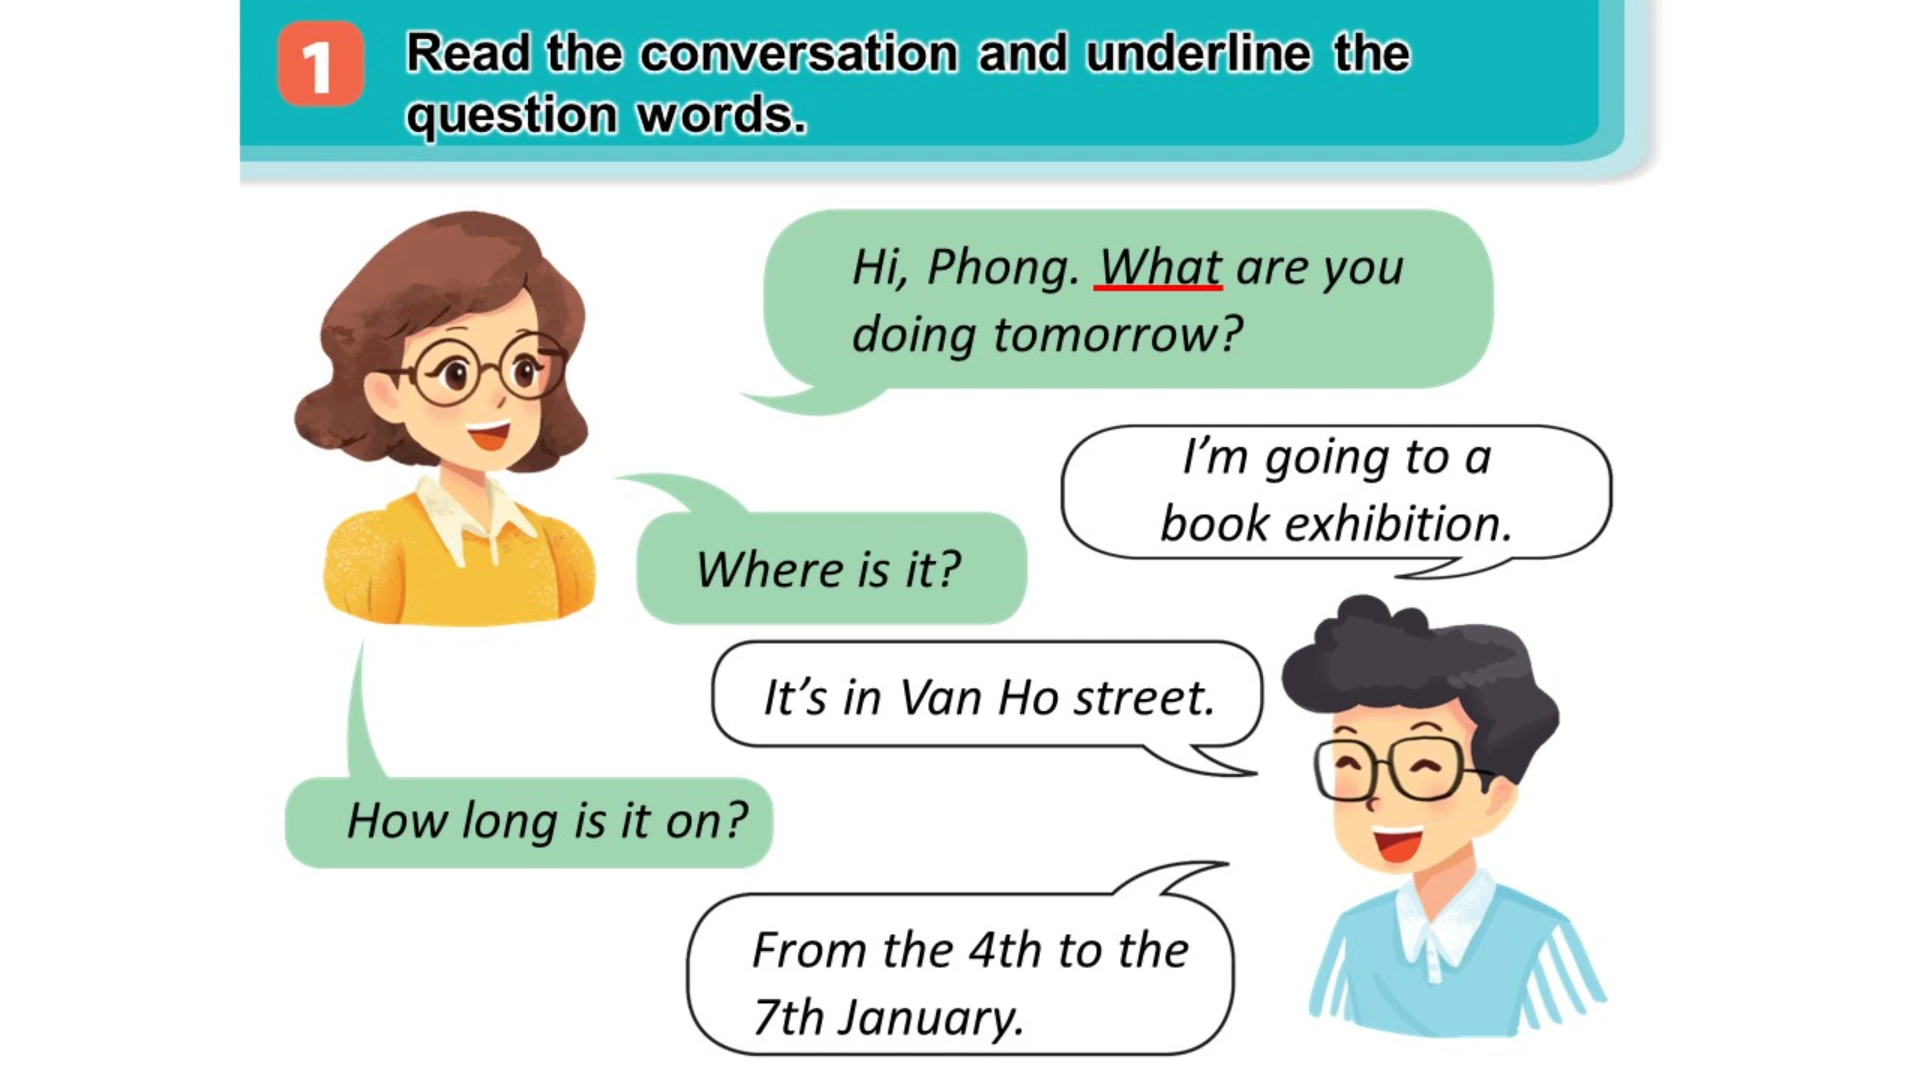 1
Read the conversation and underline the
question words.
Hi, Phong. What are you
doing tomorrow?
I’m going to a
book exhibition.
Where is it?
It’s in Van Ho street.
How long is it on?
From the 4th to the
7th January.